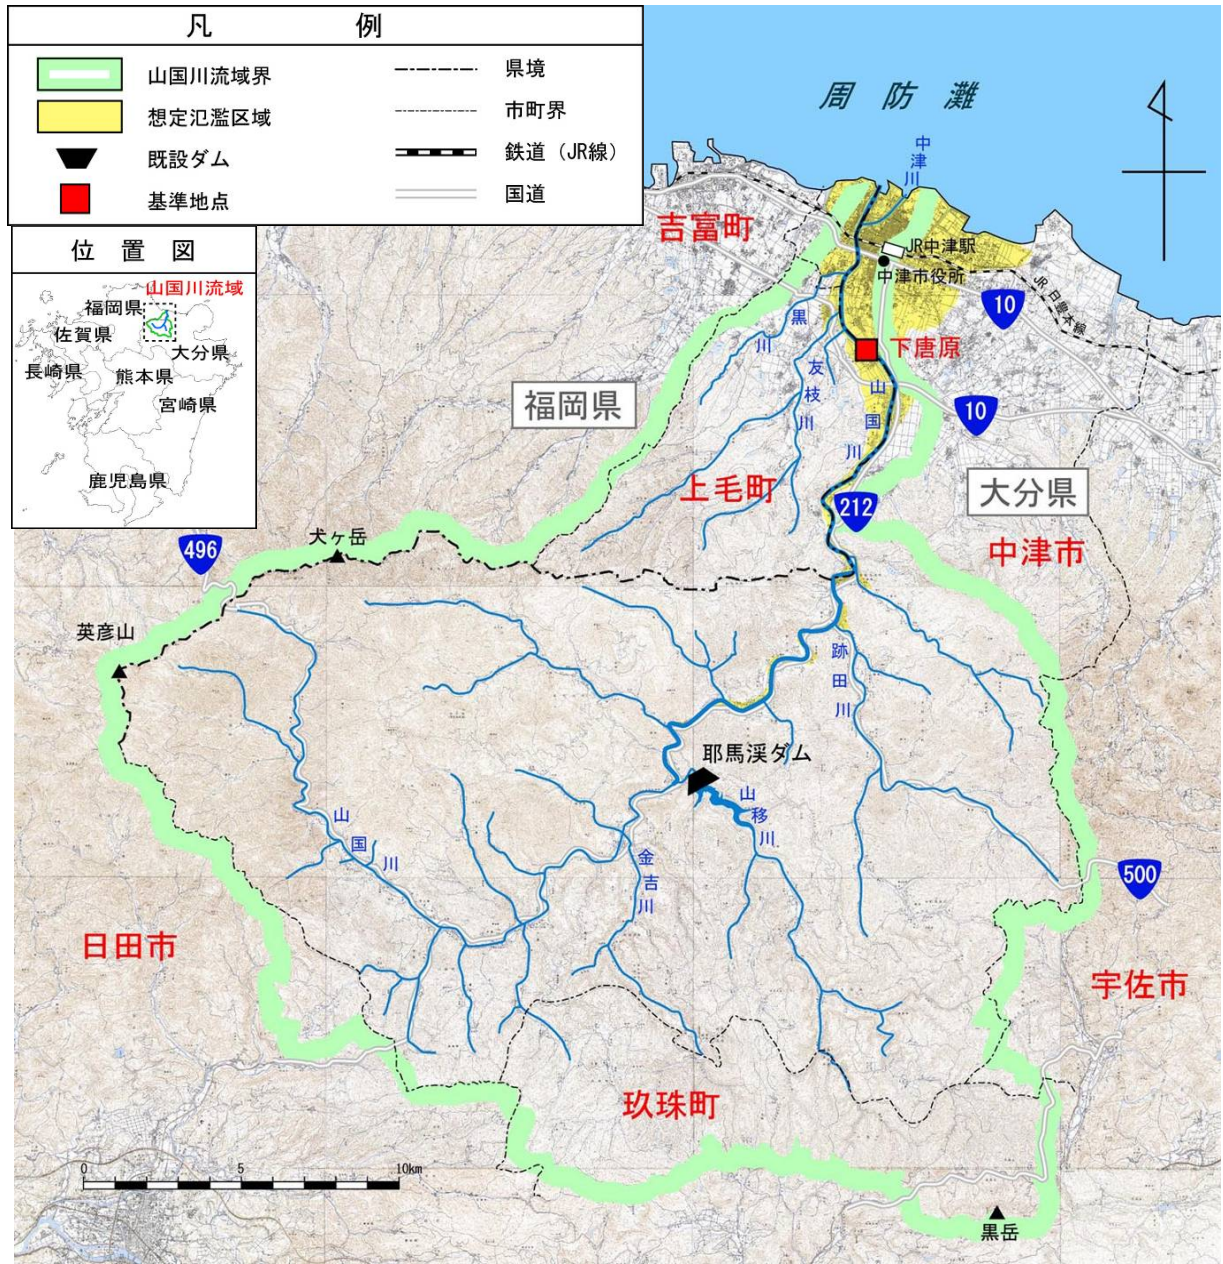 凡 例
山国川流域界
想定氾濫区域
既設ダム
基準地点
県境
市町界
鉄道（JR線）
国道
位 置 図
山国川流域
福岡県
佐賀県
大分県
長崎県
熊本県
宮崎県
鹿児島県
周 防 灘
中津川
吉富町
JR中津駅
中津市役所
JR日豊本線
10
黒川
下唐原
友枝川
福岡県
山国川
10
上毛町
大分県
212
中津市
犬ヶ岳
496
英彦山
跡田川
耶馬渓ダム
山移川
山国川
金吉川
500
日田市
宇佐市
玖珠町
0 5 10km
黒岳